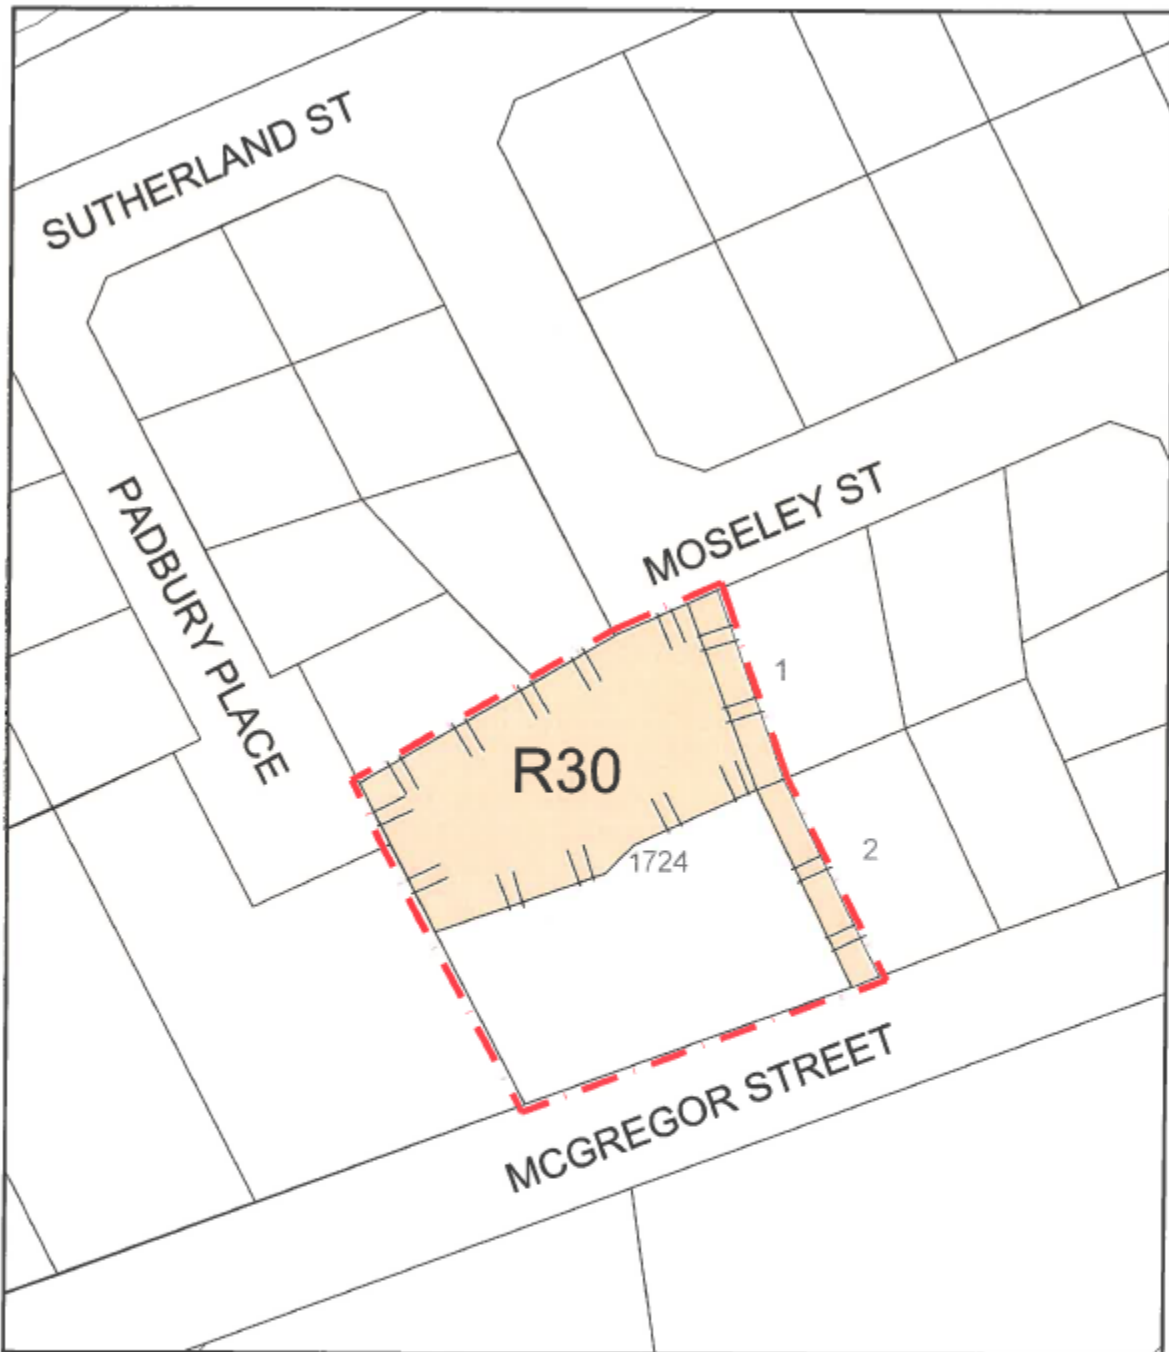 SUTHERLAND ST
PADBURY PLACE
MOSELEY ST
1
R30
2
1724
MCGREGOR STREET